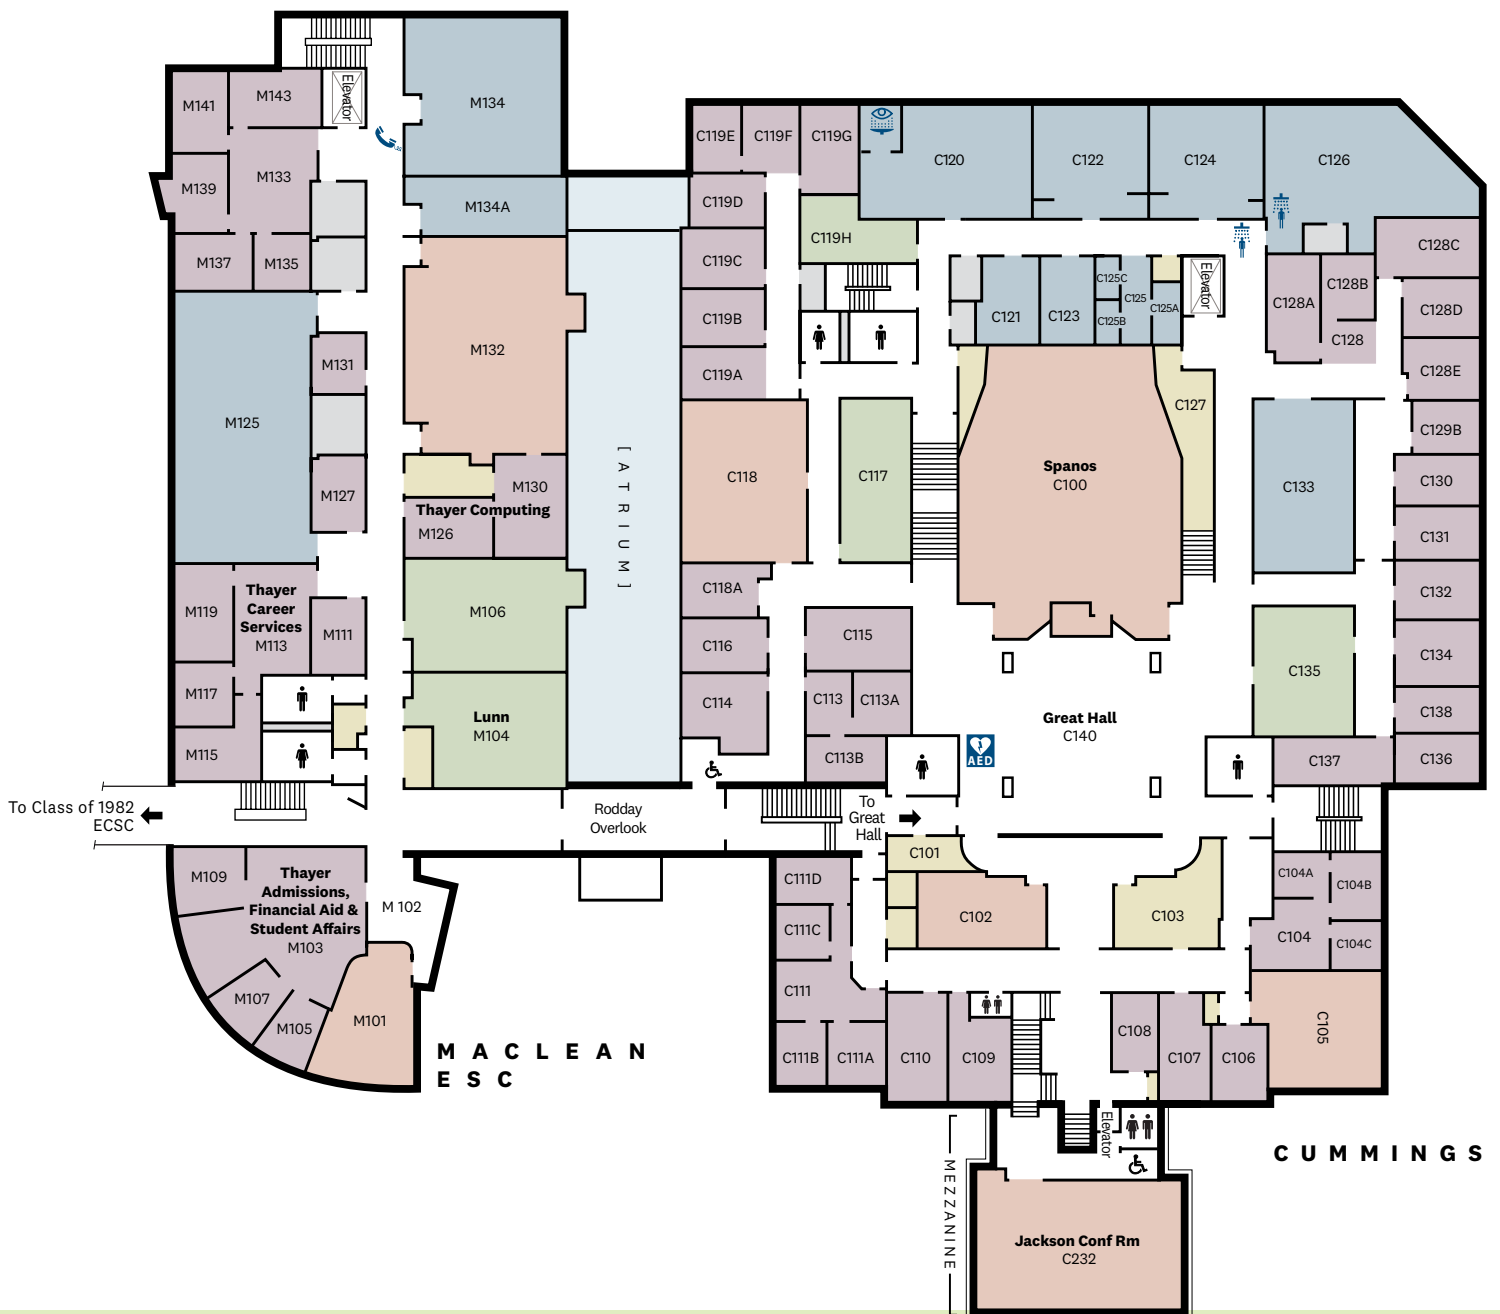 Elevator
M141
M143
M134
M139
M133
M134A
M137
M135
M132
M131
M125
M127
M130
Thayer Computing
M126
Thayer
Career
Services
M113
M119
M111
M106
M117
M115
Lunn
M104
[ATRIUM]
C119E
C119F
C119G
C120
C122
C124
C126
C119D
C119H
C119C
C119B
C119A
C121
C123
C125C
C125
C125B
C125A
Elevator
C128C
C128A
C128B
C128
C128D
C128E
C127
C129B
C118
C117
Spanos
C100
C133
C130
C131
C132
C118A
C116
C115
C114
C113
C113A
C113B
C135
C134
C138
C137
C136
Great Hall
C140
AED
To Class of 1982
ECSC
Rodday
Overlook
To
Great
Hall
M109
Thayer
Admissions,
Financial Aid &
Student Affairs
M103
M 102
M107
M105
M101
MACLEAN
ESC
C101
C102
C103
C111D
C111C
C111
C111B
C111A
C110
C109
C104A
C104B
C104
C104C
C105
C108
C107
C106
Elevator
CUMMINGS
MEZZANINE
Jackson Conf Rm
C232